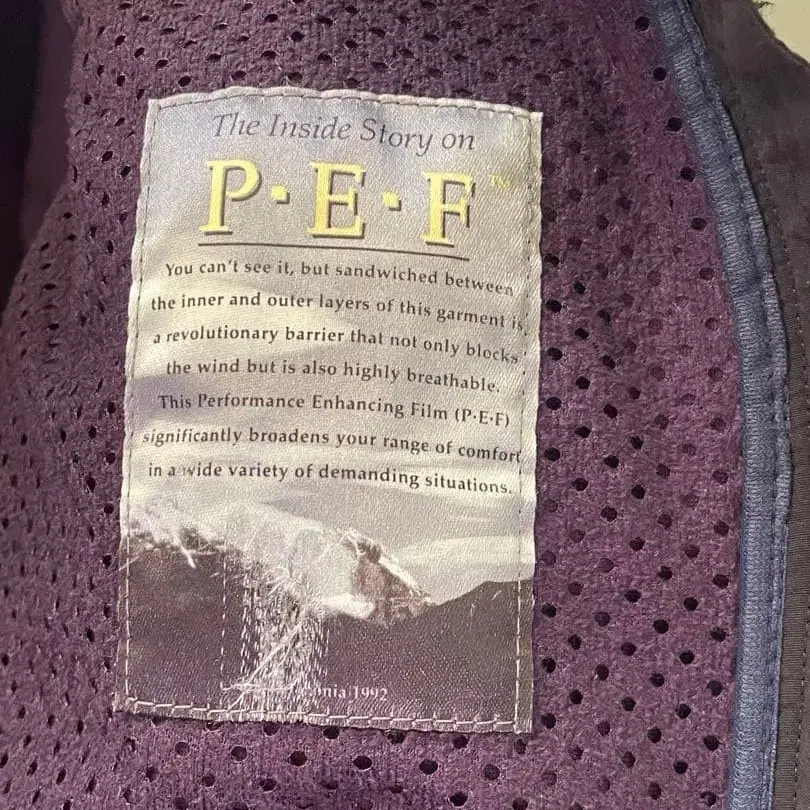 The Inside Story on
P·E·F™
You can't see it, but sandwiched between
the inner and outer layers of this garment is
a revolutionary barrier that not only blocks
the wind but is also highly breathable.
This Performance Enhancing Film (P·E·F)
significantly broadens your range of comfort
in a wide variety of demanding situations.
1992